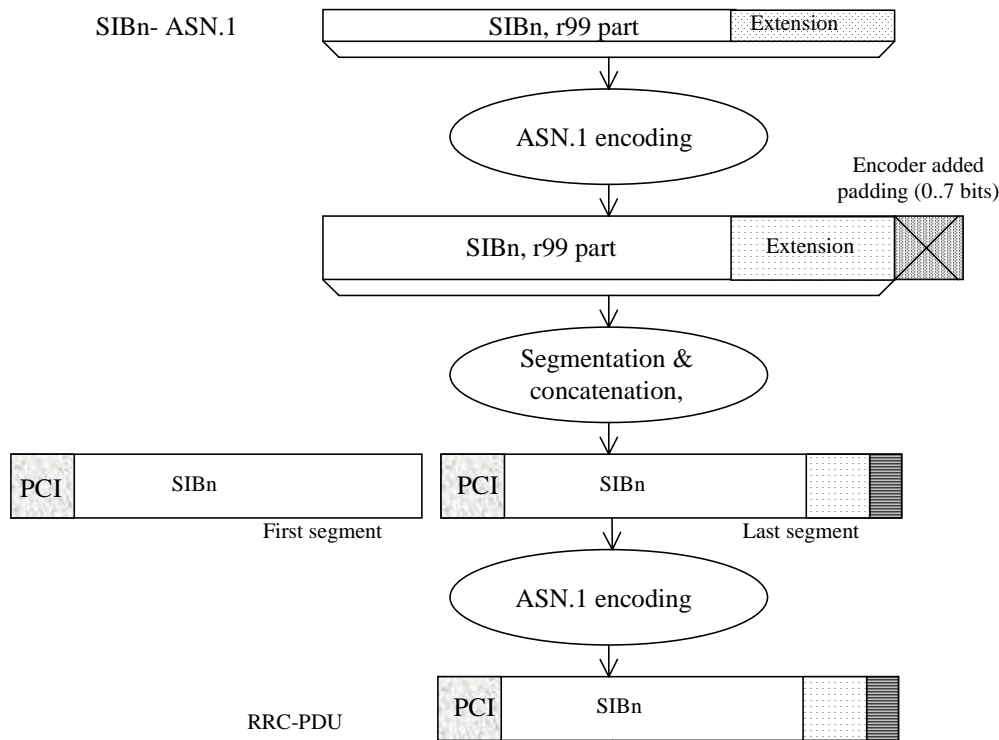 SIBn- ASN.1
SIBn, r99 part
Extension
ASN.1 encoding
Encoder added
padding (0..7 bits)
SIBn, r99 part
Extension
Segmentation &
concatenation,
PCI
SIBn
PCI
SIBn
First segment
Last segment
ASN.1 encoding
PCI
SIBn
RRC-PDU